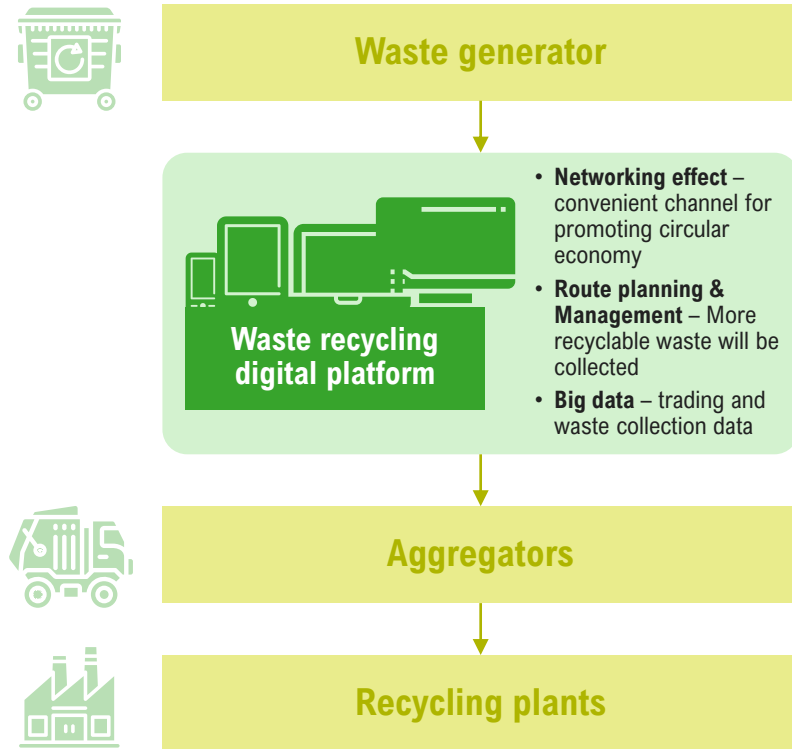 Waste generator
Waste recycling
digital platform
• Networking effect –
convenient channel for
promoting circular
economy
• Route planning &
Management – More
recyclable waste will be
collected
• Big data – trading and
waste collection data
Aggregators
Recycling plants